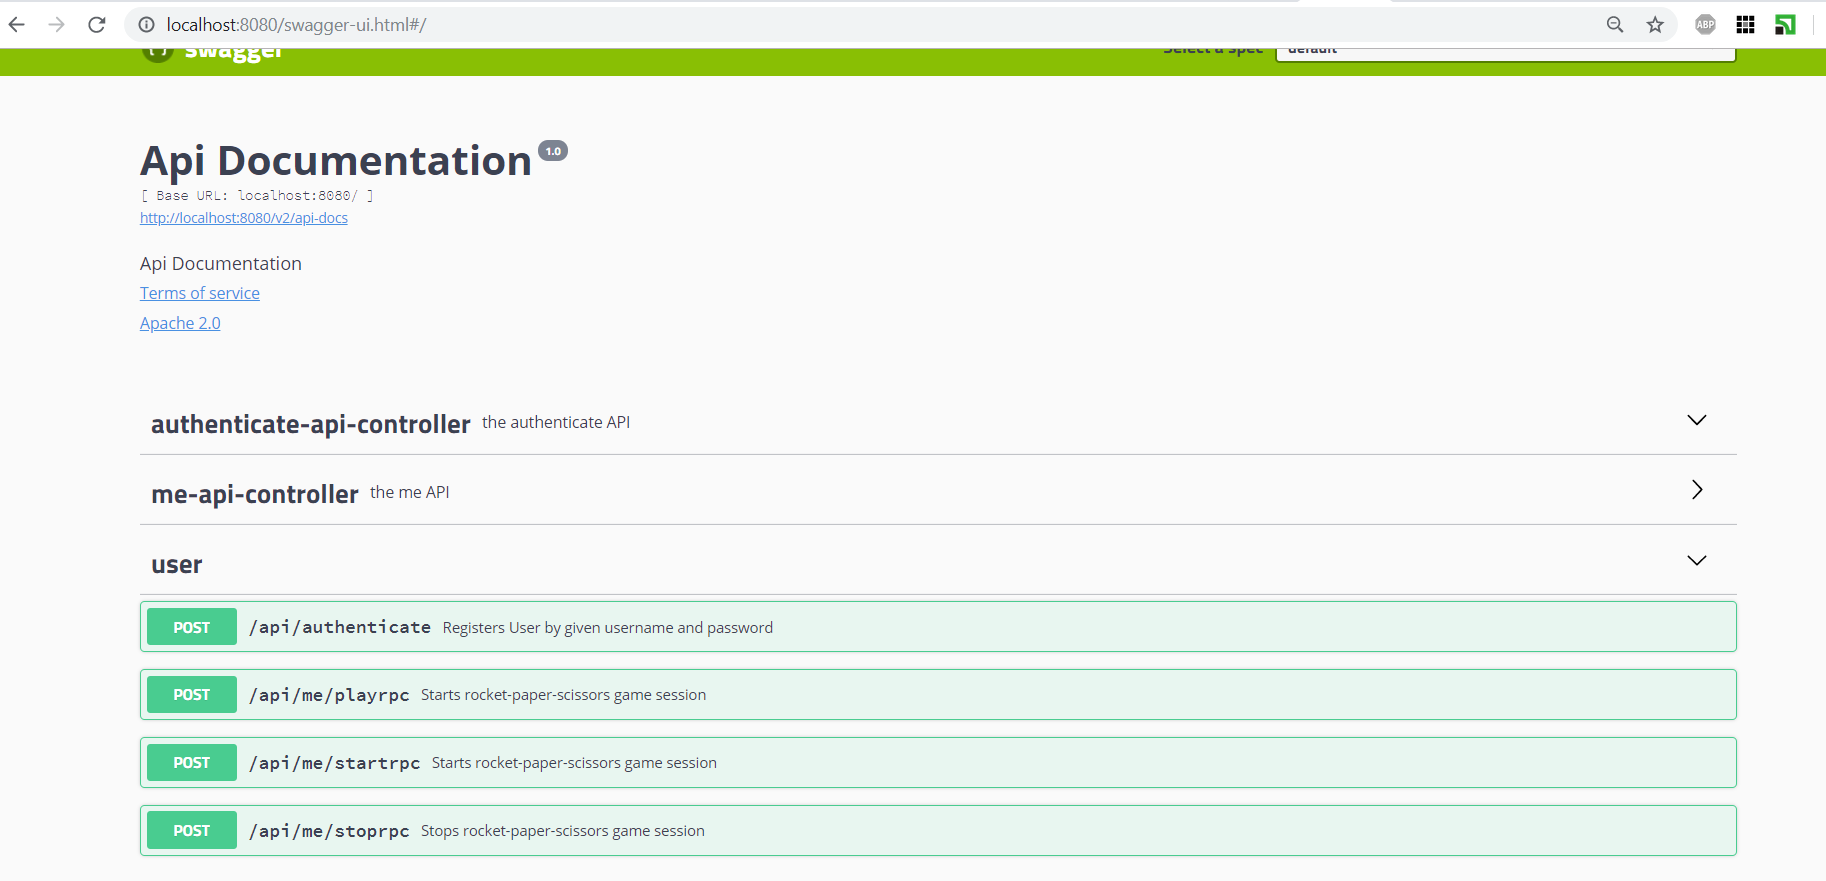 localhost:8080/swagger-ui.html#/
ABP
swagger
Select a spec
default
Api Documentation 1.0
[ Base URL: localhost:8080/ ]
http://localhost:8080/v2/api-docs
Api Documentation
Terms of service
Apache 2.0
authenticate-api-controller the authenticate API
me-api-controller the me API
user
POST /api/authenticate Registers User by given username and password
POST /api/me/playrpc Starts rocket-paper-scissors game session
POST /api/me/startrpc Starts rocket-paper-scissors game session
POST /api/me/stoprpc Stops rocket-paper-scissors game session